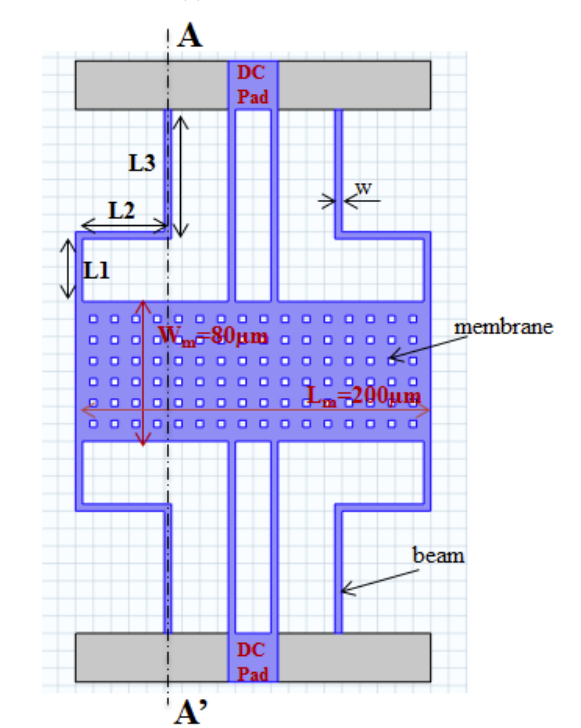 A
DC
Pad
L3
w
L2
L1
membrane
Wm=80μm
Lm=200μm
beam
DC
Pad
A’